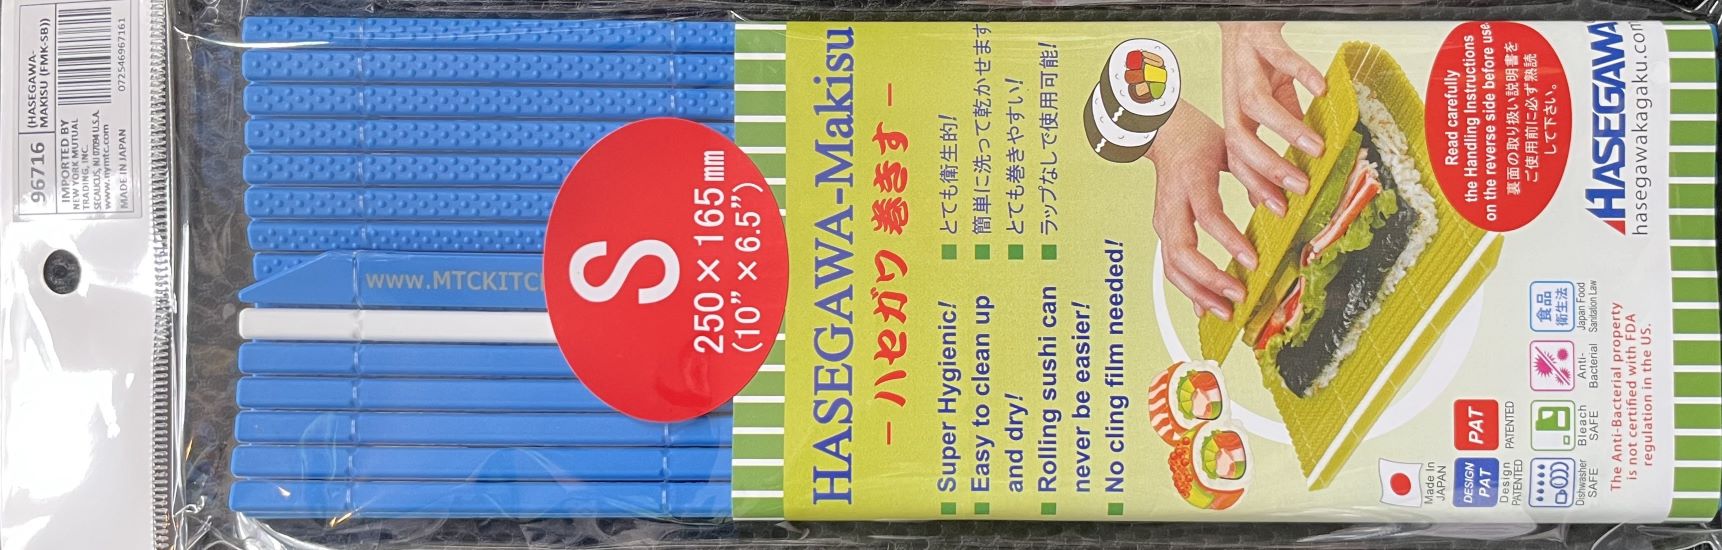 96716
(HASEGAWA-
MAKISU (FMK-SB))
IMPORTED BY
NEW YORK MUTUAL
TRADING, INC.
SECAUCUS, NJ 07094 U.S.A.
www.nymtc.com
MADE IN JAPAN
072546967161
www.MTCKITCH
S
250×165㎜
(10”×6.5”)
HASEGAWA-Makisu
ー ハセガワ 巻きす ー
Super Hygienic!
とても衛生的!
Easy to clean up
and dry!
簡単に洗って乾かせます
Rolling sushi can
never be easier!
とても巻きやすい!
No cling film needed!
ラップなしで使用可能!
Read carefully
the Handling Instructions
on the reverse side before use
裏面の取り扱い説明書を
ご使用前に必ず熟読
して下さい。
HASEGAWA
hasegawakagaku.com
Made in
JAPAN
DESIGN
PAT
Design
PATENTED
PAT
PATENTED
Dishwasher
SAFE
Bleach
SAFE
Anti-
Bacterial
食品
衛生法
Japan Food
Sanitation Law
The Anti-Bacterial property
is not certified with FDA
regulation in the US.